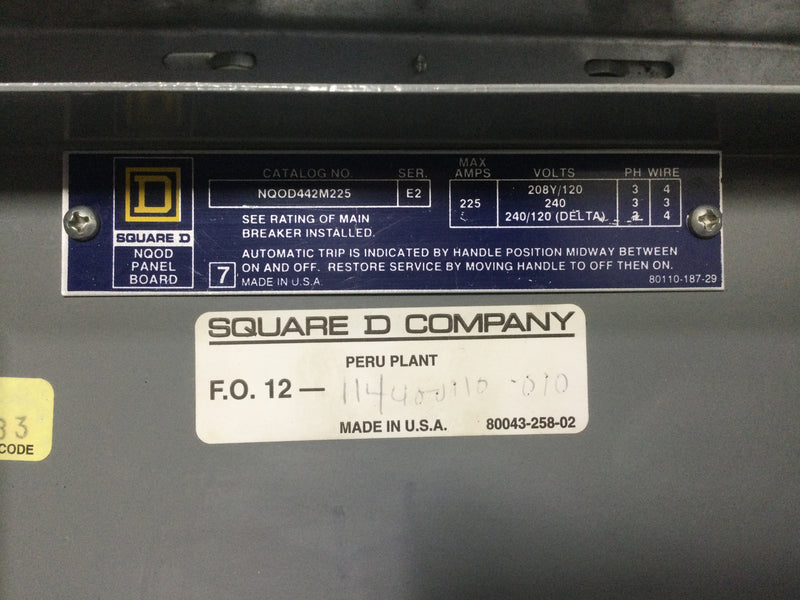 D
SQUARE D
NQOD
PANEL
BOARD
CATALOG NO. SER.
NQOD442M225 E2
SEE RATING OF MAIN
BREAKER INSTALLED.
MAX
AMPS VOLTS PH WIRE
208Y/120 3 4
225 240 3 3
240/120 (DELTA) 3 4
7
AUTOMATIC TRIP IS INDICATED BY HANDLE POSITION MIDWAY BETWEEN
ON AND OFF. RESTORE SERVICE BY MOVING HANDLE TO OFF THEN ON.
MADE IN U.S.A. 80110-187-29
SQUARE D COMPANY
PERU PLANT
F.O. 12 —
MADE IN U.S.A. 80043-258-02
33
CODE